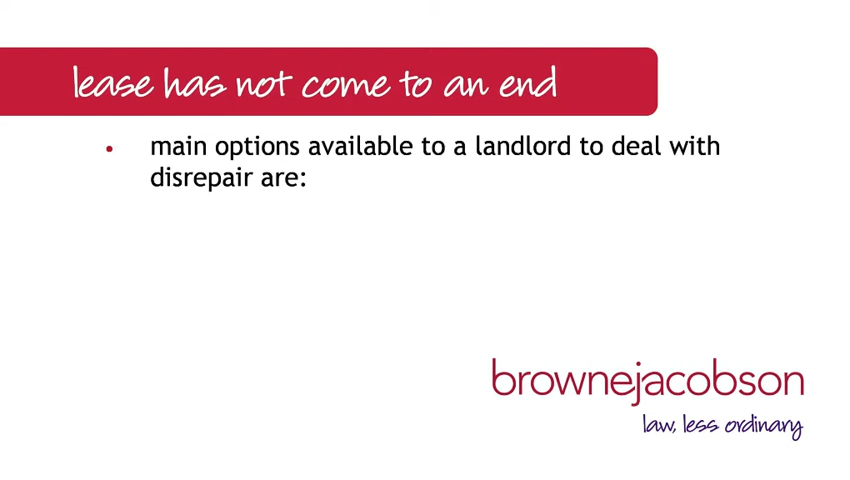 lease has not come to an end
• main options available to a landlord to deal with
disrepair are:
brownejacobson
law, less ordinary